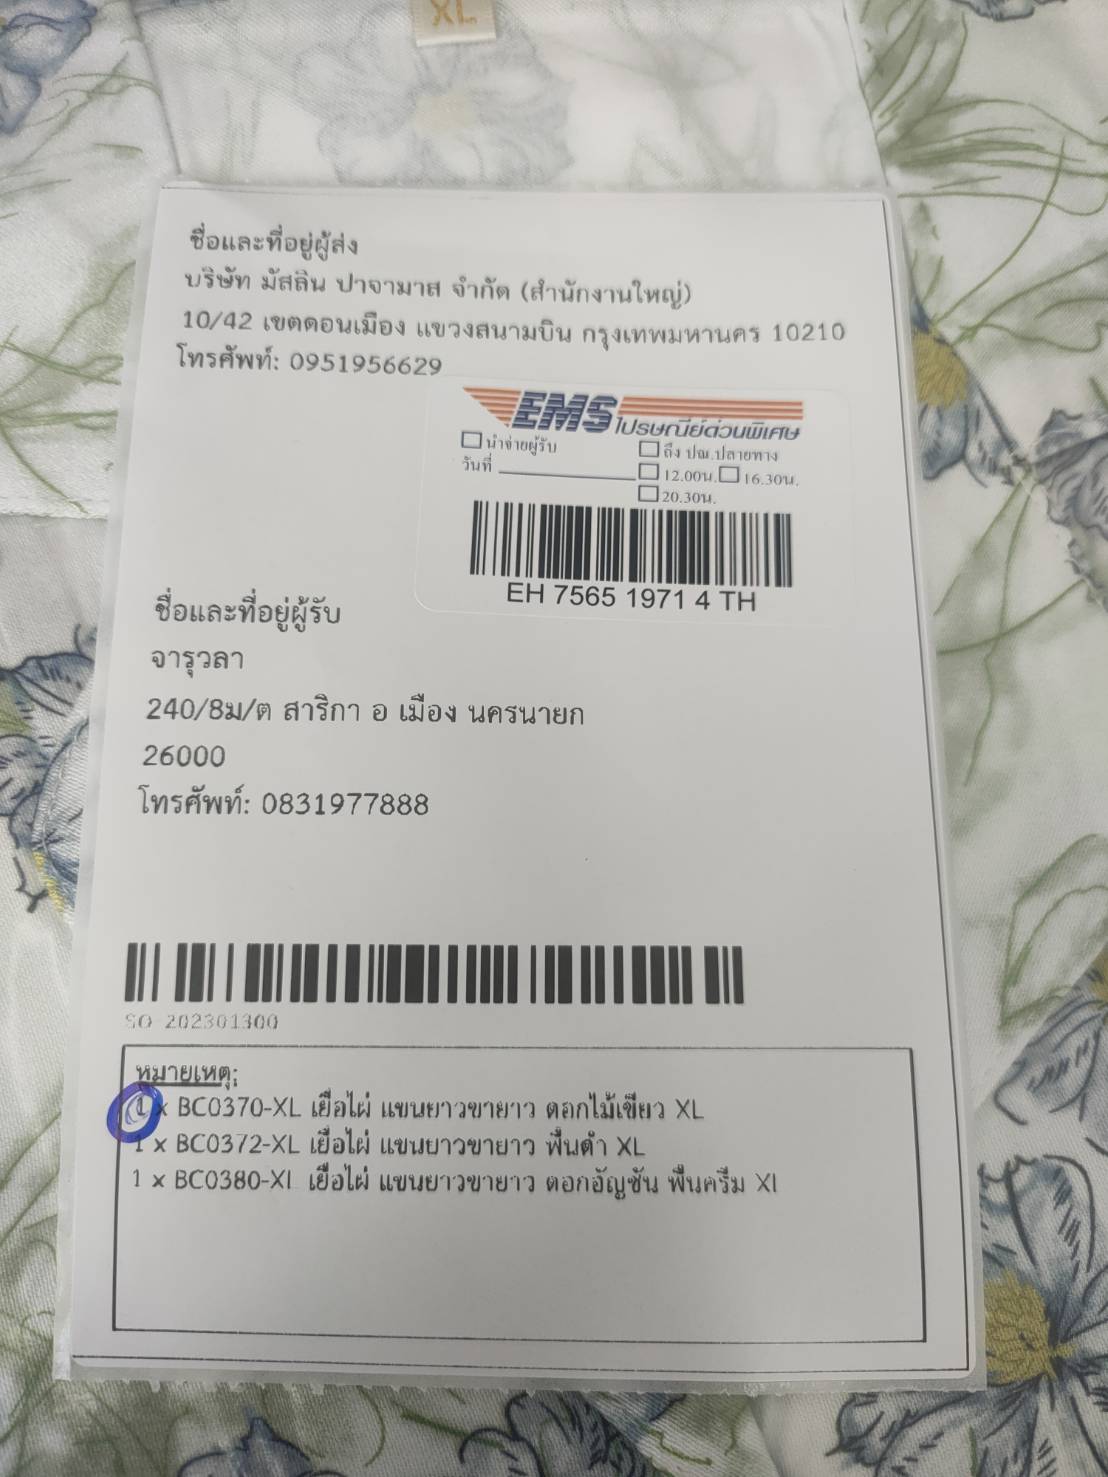 XL
ชื่อและที่อยู่ผู้ส่ง
บริษัท มัสลิน ปาจามาส จำกัด (สำนักงานใหญ่)
10/42 เขตดอนเมือง แขวงสนามบิน กรุงเทพมหานคร 10210
โทรศัพท์: 0951956629
EMS ไปรษณีย์ด่วนพิเศษ
นำจ่ายผู้รับ
ถึง ปณ.ปลายทาง
วันที่
12.00น. 16.30น.
20.30น.
EH 7565 1971 4 TH
ชื่อและที่อยู่ผู้รับ
จารุวลา
240/8ม/ต สาริกา อ เมือง นครนายก
26000
โทรศัพท์: 0831977888
SO-202301300
หมายเหตุ:
1 x BC0370-XL เยื่อไผ่ แขนยาวขายาว ดอกไม้เขียว XL
1 x BC0372-XL เยื่อไผ่ แขนยาวขายาว พื้นดำ XL
1 x BC0380-XL เยื่อไผ่ แขนยาวขายาว ดอกอัญชัน พื้นครีม XL